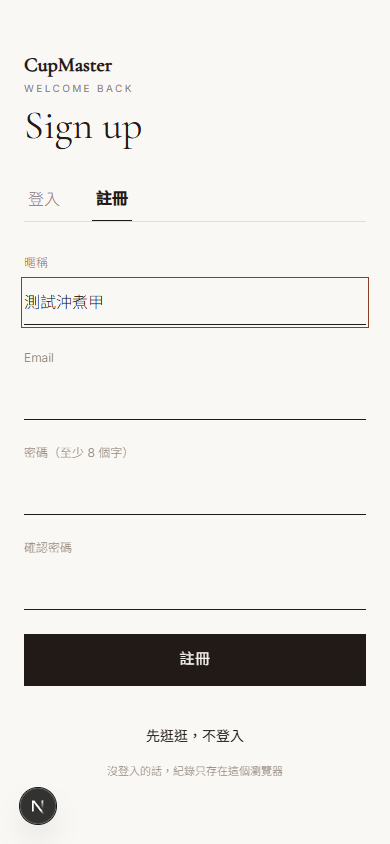 CupMaster
WELCOME BACK
Sign up
登入 註冊
暱稱
測試沖煮甲
Email
密碼（至少 8 個字）
確認密碼
註冊
先逛逛，不登入
沒登入的話，紀錄只存在這個瀏覽器
N